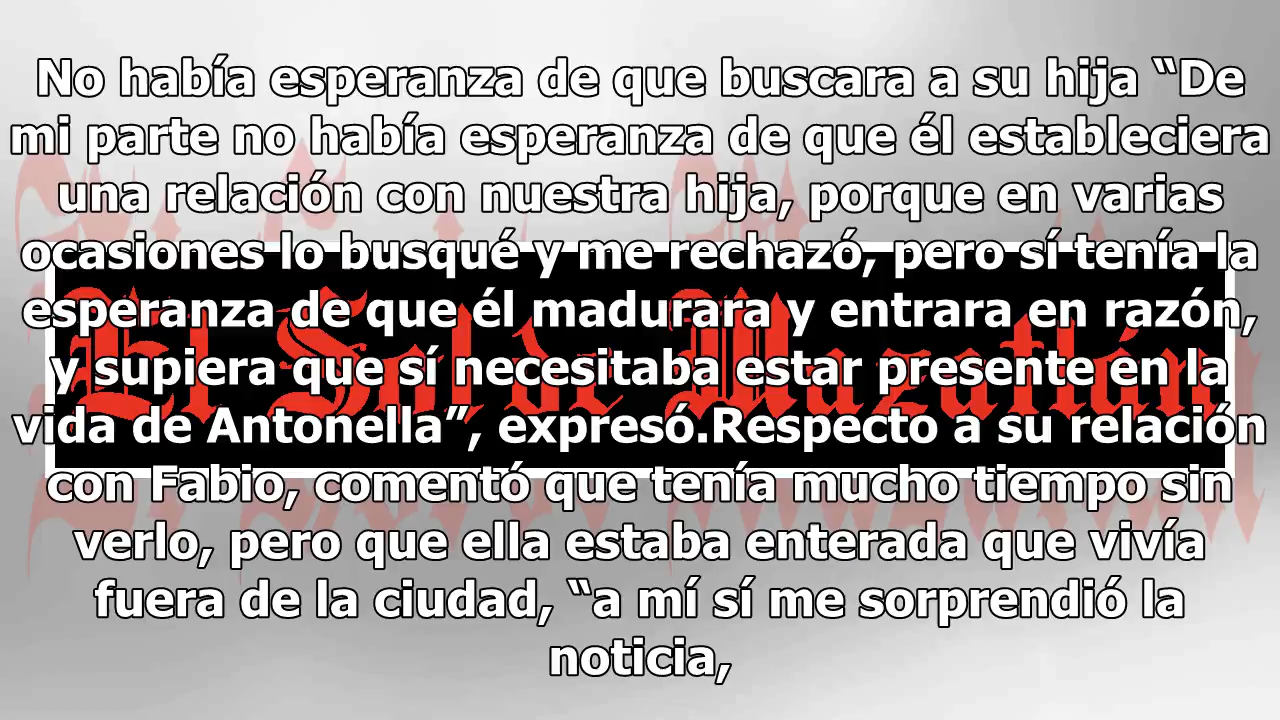 No había esperanza de que buscara a su hija “De
mi parte no había esperanza de que él estableciera
una relación con nuestra hija, porque en varias
ocasiones lo busqué y me rechazó, pero sí tenía la
esperanza de que él madurara y entrara en razón,
y supiera que sí necesitaba estar presente en la
vida de Antonella”, expresó.Respecto a su relación
con Fabio, comentó que tenía mucho tiempo sin
verlo, pero que ella estaba enterada que vivía
fuera de la ciudad, “a mí sí me sorprendió la
noticia,
El Sol de Mazatlán